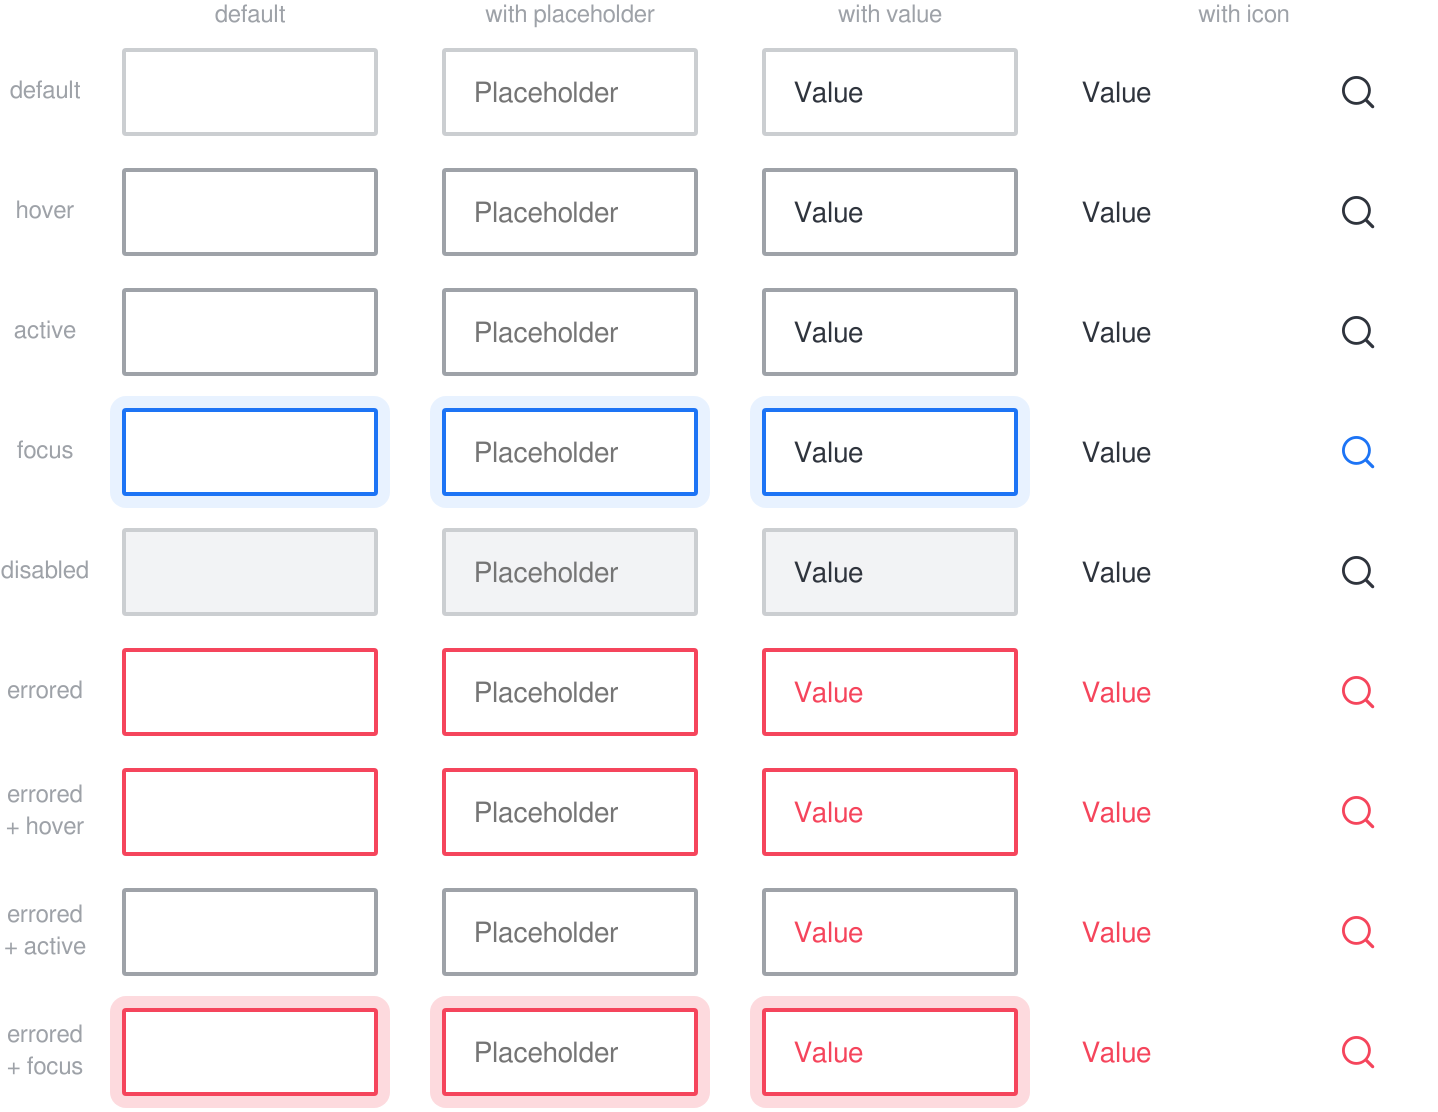 default with placeholder with value with icon
default Placeholder Value Value
hover Placeholder Value Value
active Placeholder Value Value
focus Placeholder Value Value
disabled Placeholder Value Value
errored Placeholder Value Value
errored
+ hover Placeholder Value Value
errored
+ active Placeholder Value Value
errored
+ focus Placeholder Value Value